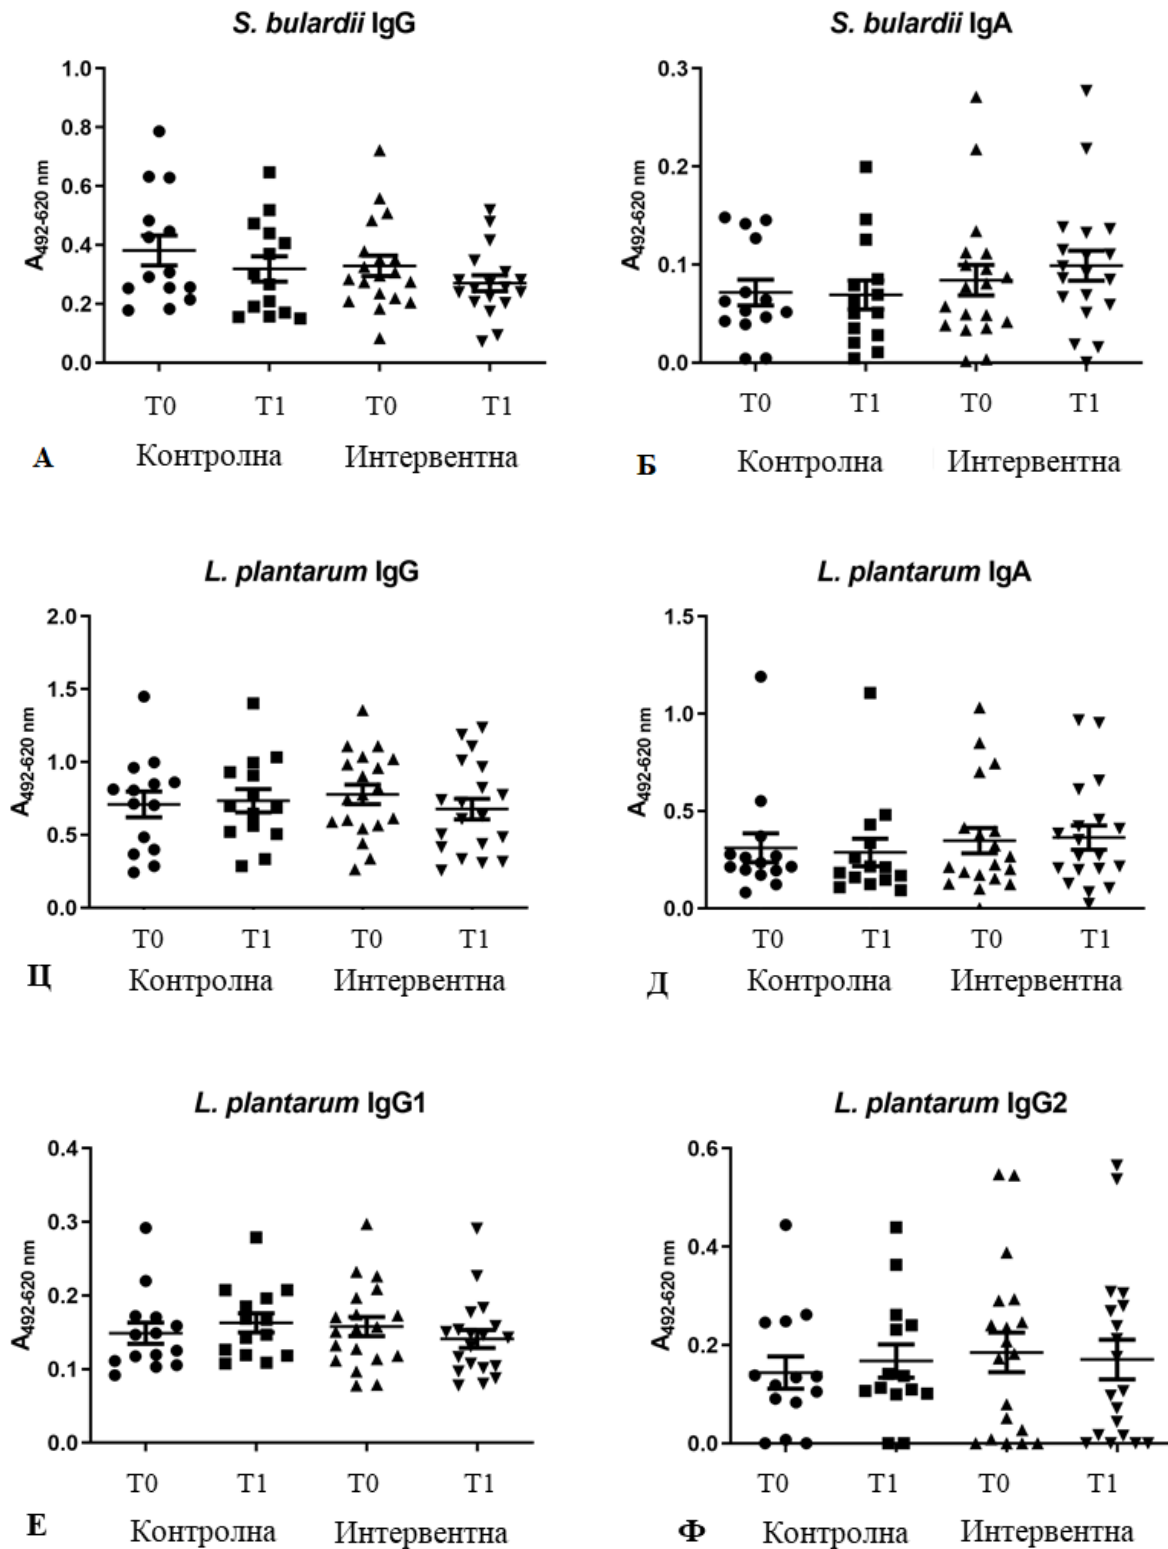 S. bulardii IgG
1.0
0.8
0.6
0.4
0.2
0.0
A492-620 nm
T0 T1 T0 T1
Контролна Интервентна
А
S. bulardii IgA
0.3
0.2
0.1
0.0
A492-620 nm
T0 T1 T0 T1
Контролна Интервентна
Б
L. plantarum IgG
2.0
1.5
1.0
0.5
0.0
A492-620 nm
T0 T1 T0 T1
Контролна Интервентна
Ц
L. plantarum IgA
1.5
1.0
0.5
0.0
A492-620 nm
T0 T1 T0 T1
Контролна Интервентна
Д
L. plantarum IgG1
0.4
0.3
0.2
0.1
0.0
A492-620 nm
T0 T1 T0 T1
Контролна Интервентна
Е
L. plantarum IgG2
0.6
0.4
0.2
0.0
A492-620 nm
T0 T1 T0 T1
Контролна Интервентна
Ф